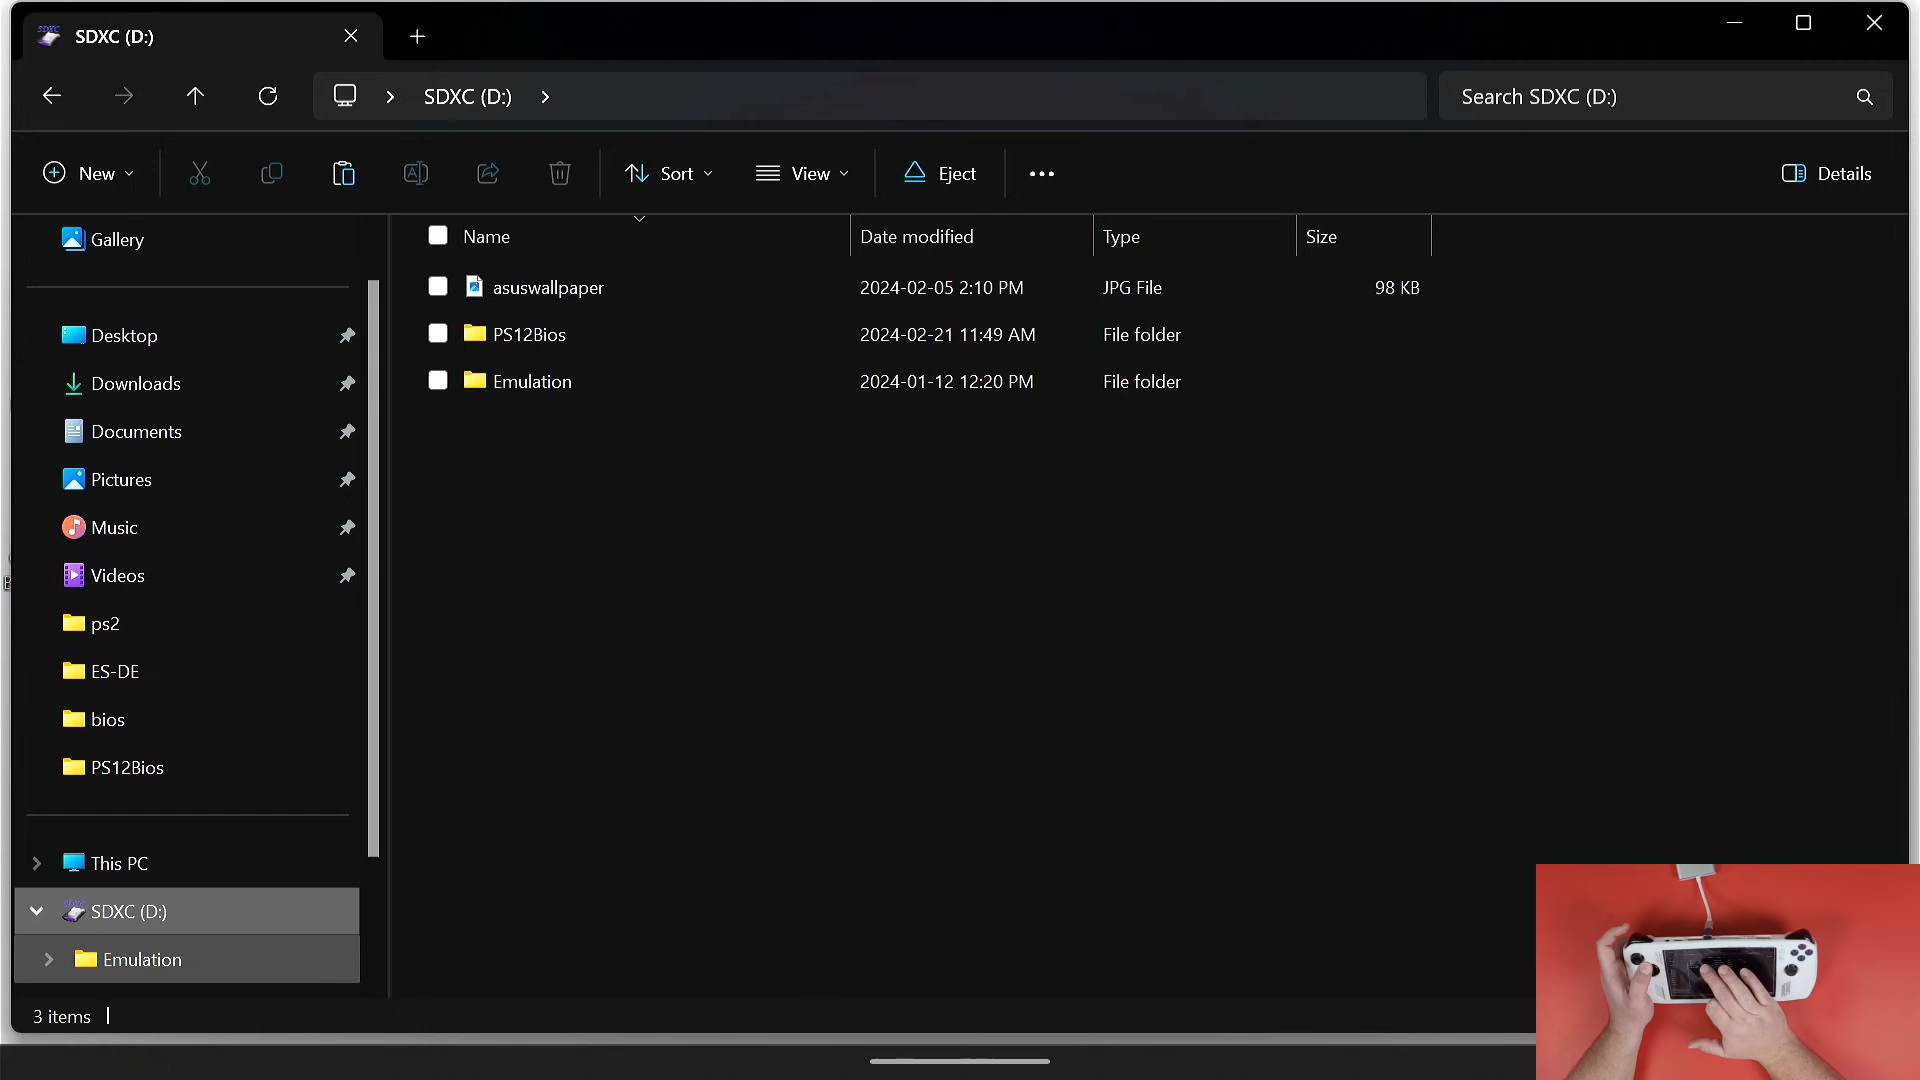 SDXC (D:)
SDXC (D:)
Search SDXC (D:)
New
Sort
View
Eject
Details
Gallery
Desktop
Downloads
Documents
Pictures
Music
Videos
ps2
ES-DE
bios
PS12Bios
This PC
SDXC (D:)
Emulation
Name Date modified Type Size
asuswallpaper 2024-02-05 2:10 PM JPG File 98 KB
PS12Bios 2024-02-21 11:49 AM File folder
Emulation 2024-01-12 12:20 PM File folder
3 items